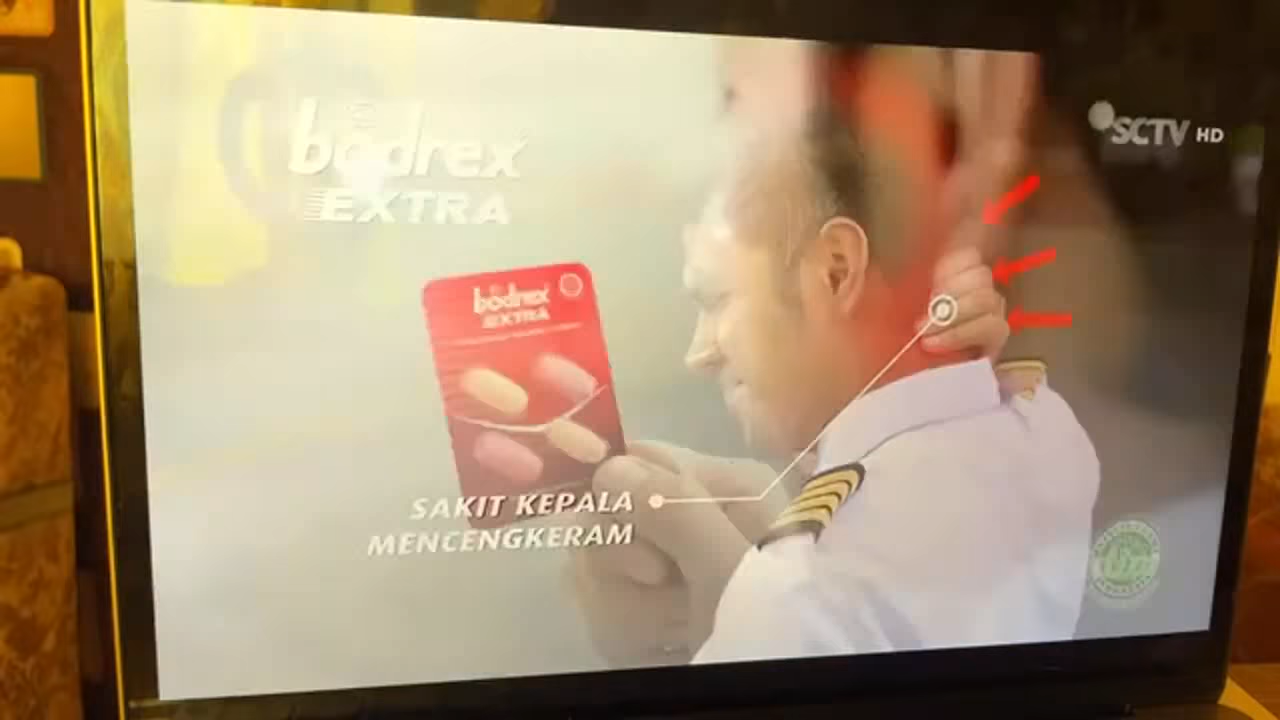 bodrex
EXTRA
SCTV HD
bodrex
EXTRA
SAKIT KEPALA
MENCENGKERAM